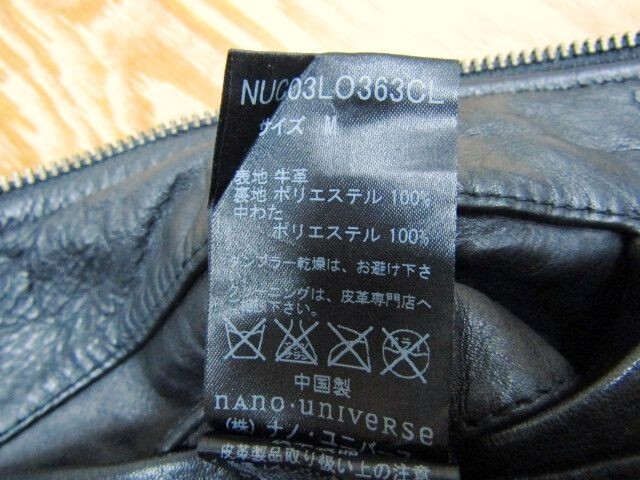 NUC03LO363CL
サイズ M
表地 牛革
裏地 ポリエステル 100%
中わた
ポリエステル 100%
タンブラー乾燥は、お避け下さ
クリーニングは、皮革専門店へ
下さい。
中国製
nano・universe
(株) ナノ・ユニバース
皮革製品取り扱い上の注意